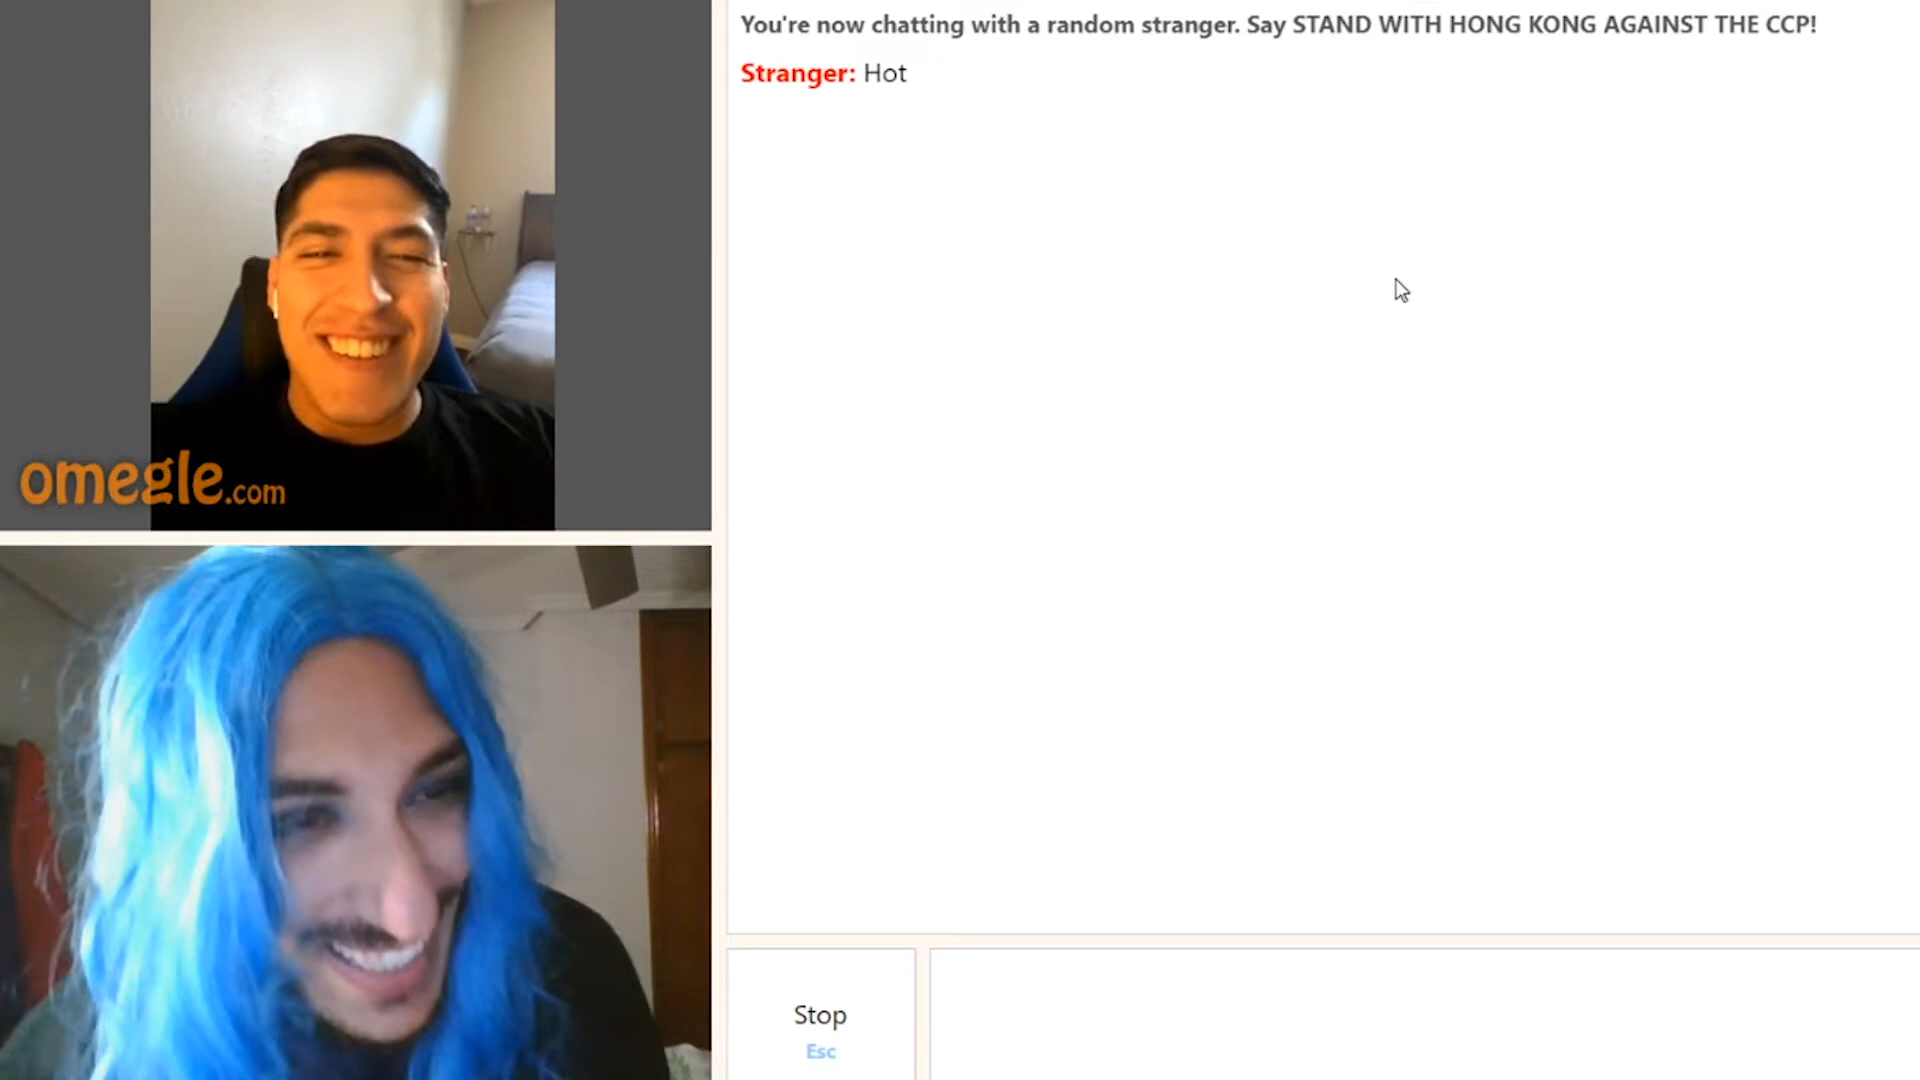 You're now chatting with a random stranger. Say STAND WITH HONG KONG AGAINST THE CCP!
Stranger: Hot
omegle.com
Stop
Esc